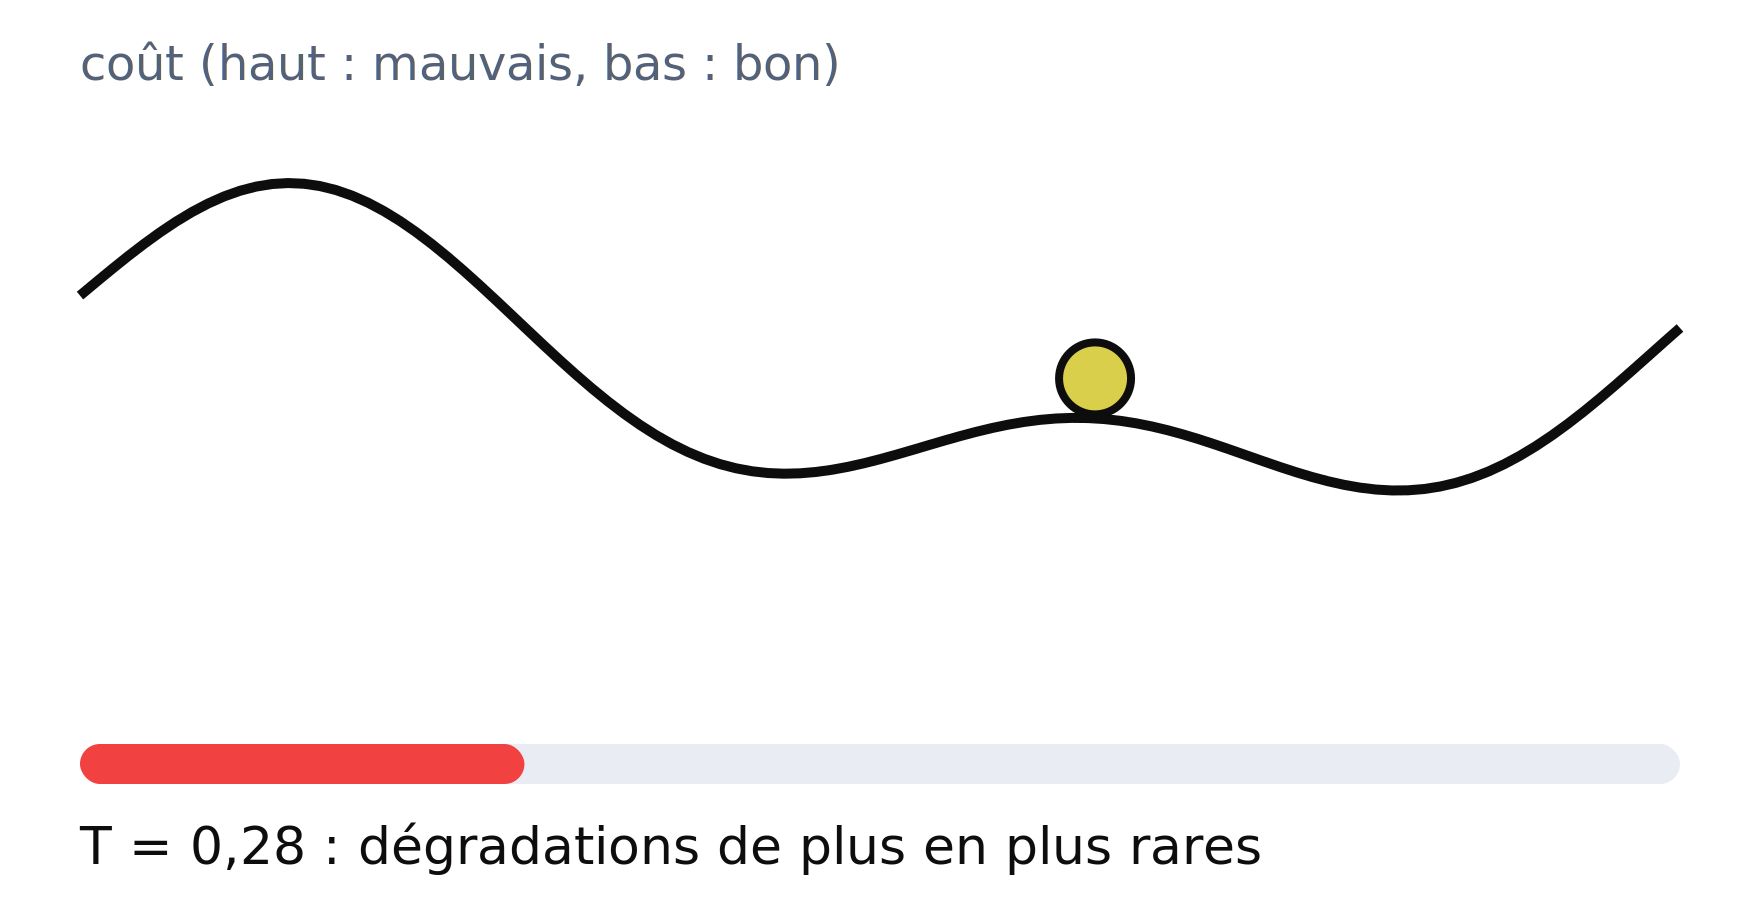 coût (haut : mauvais, bas : bon)
T = 0,28 : dégradations de plus en plus rares